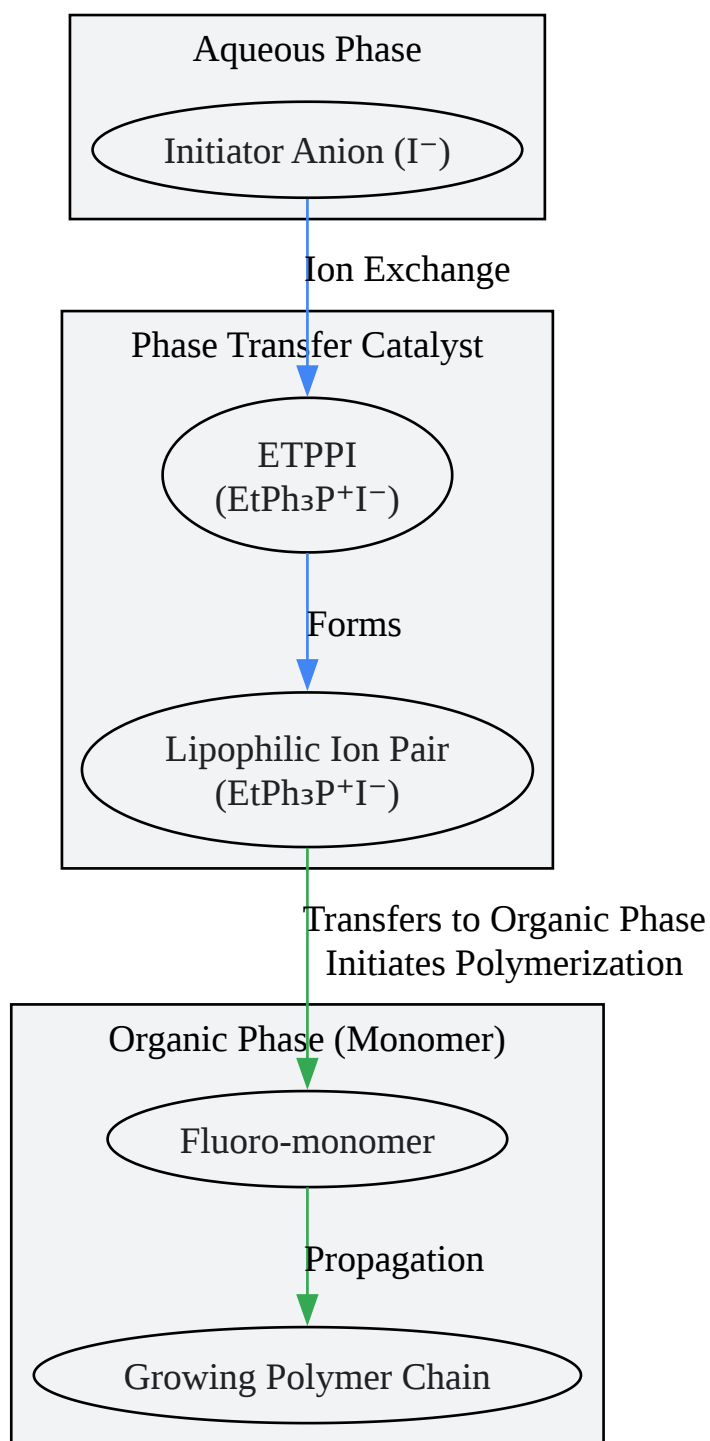 Aqueous Phase
Initiator Anion (I⁻)
Ion Exchange
Phase Transfer Catalyst
ETPPI
(EtPh₃P⁺I⁻)
Forms
Lipophilic Ion Pair
(EtPh₃P⁺I⁻)
Transfers to Organic Phase
Initiates Polymerization
Organic Phase (Monomer)
Fluoro-monomer
Propagation
Growing Polymer Chain